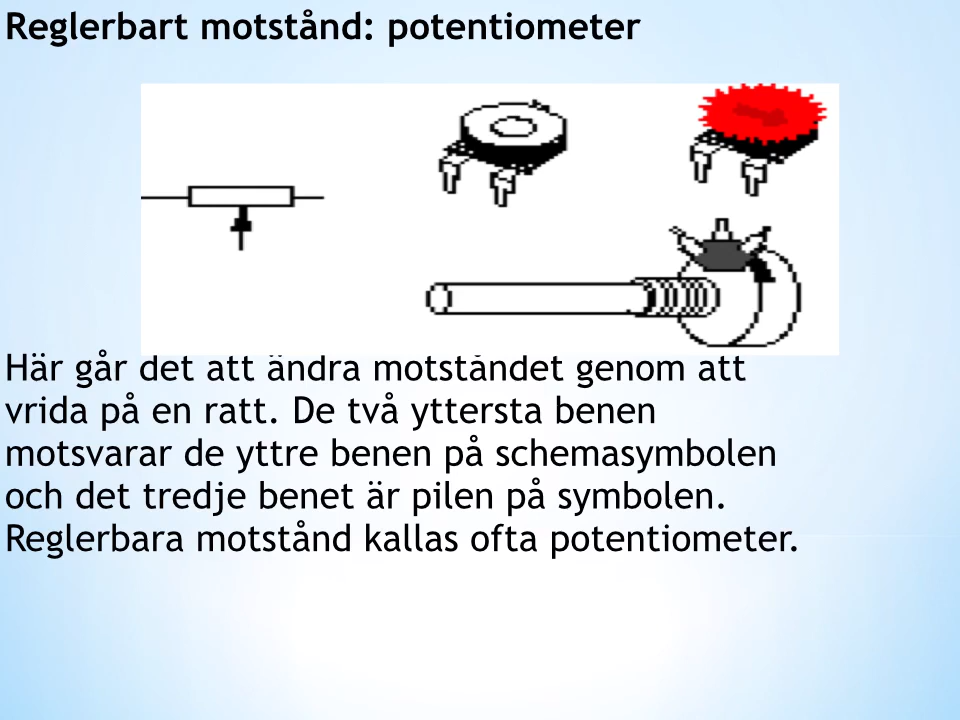 Reglerbart motstånd: potentiometer
Här går det att ändra motståndet genom att
vrida på en ratt. De två yttersta benen
motsvarar de yttre benen på schemasymbolen
och det tredje benet är pilen på symbolen.
Reglerbara motstånd kallas ofta potentiometer.